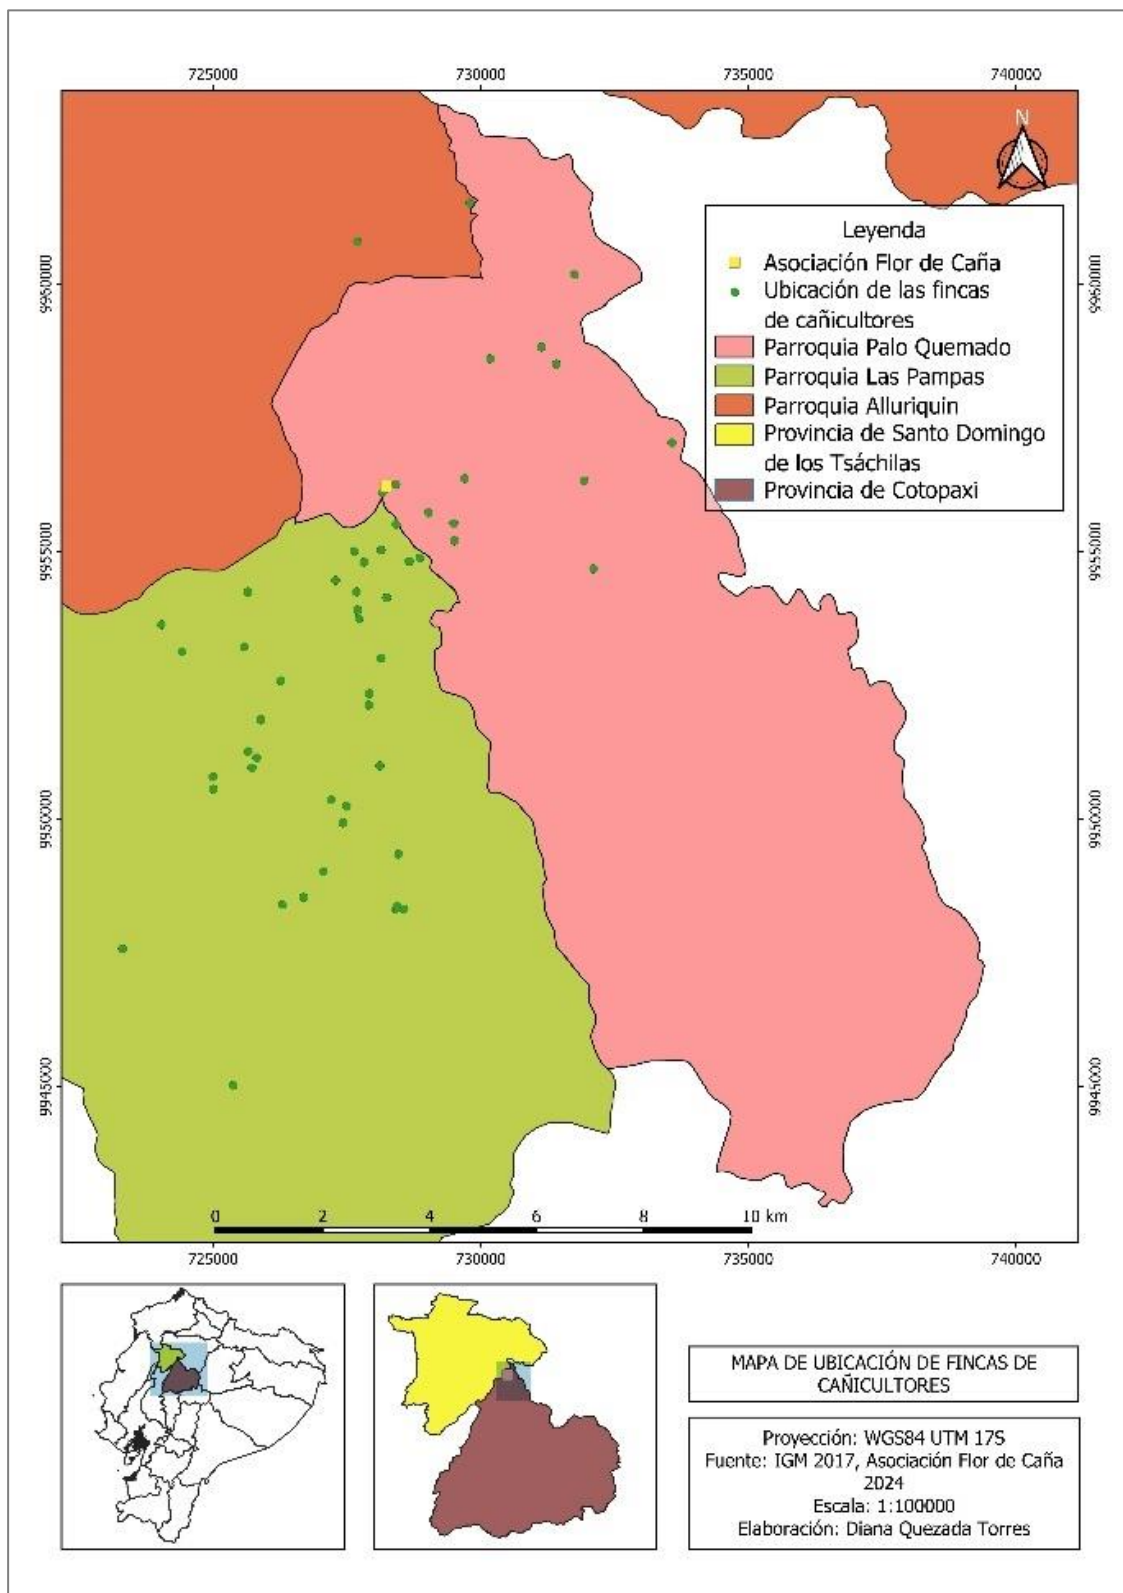 725000
730000
735000
740000
N
Leyenda
Asociación Flor de Caña
Ubicación de las fincas
de cañicultores
Parroquia Palo Quemado
Parroquia Las Pampas
Parroquia Alluriquin
Provincia de Santo Domingo
de los Tsáchilas
Provincia de Cotopaxi
9960000
9960000
9955000
9955000
9950000
9950000
9945000
9945000
0 2 4 6 8 10 km
725000
730000
735000
740000
MAPA DE UBICACIÓN DE FINCAS DE
CAÑICULTORES
Proyección: WGS84 UTM 17S
Fuente: IGM 2017, Asociación Flor de Caña
2024
Escala: 1:100000
Elaboración: Diana Quezada Torres